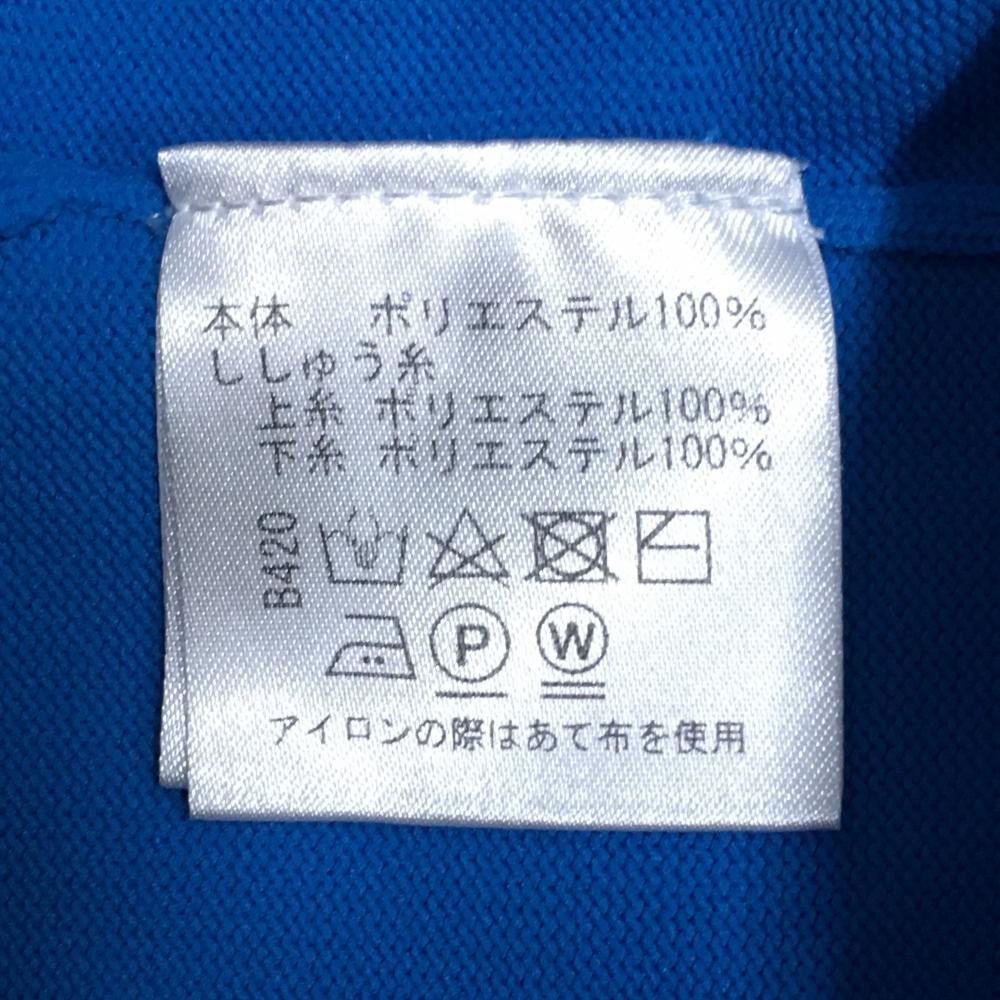 本体 ポリエステル100%
ししゅう糸
上糸 ポリエステル100%
下糸 ポリエステル100%
B420
P W
アイロンの際はあて布を使用